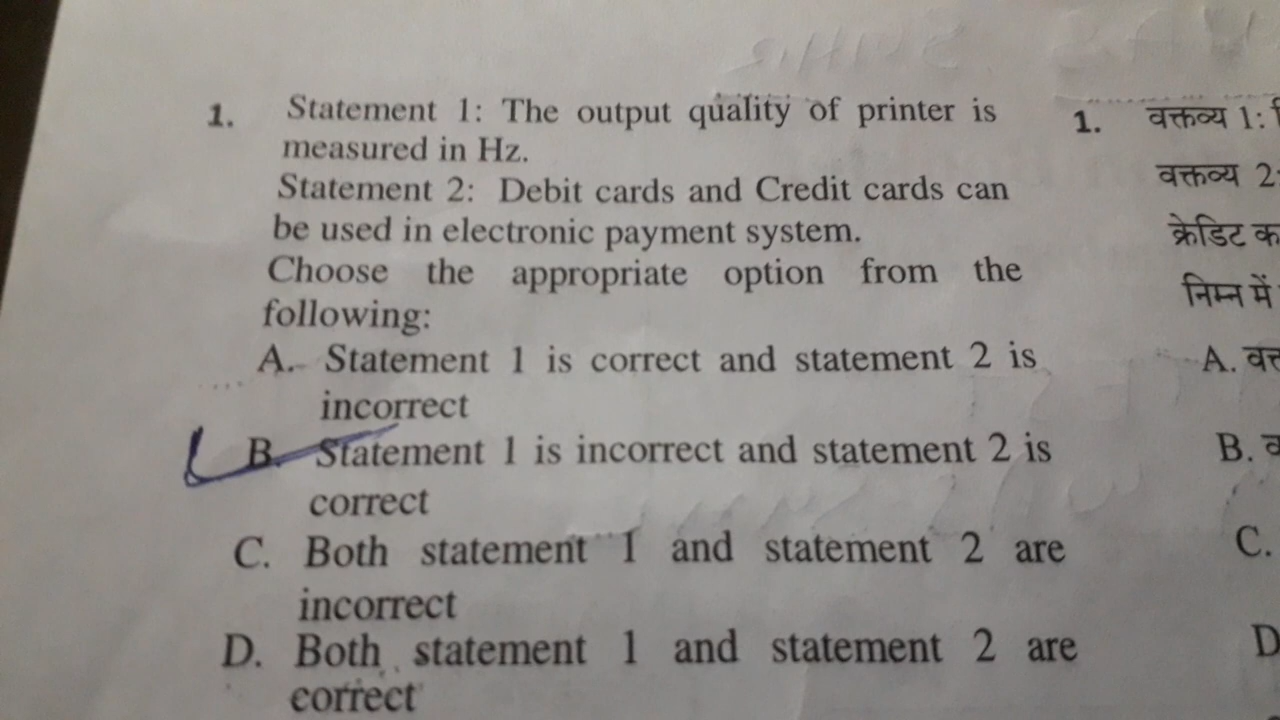 1. Statement 1: The output quality of printer is
measured in Hz.
Statement 2: Debit cards and Credit cards can
be used in electronic payment system.
Choose the appropriate option from the
following:
A. Statement 1 is correct and statement 2 is
incorrect
B. Statement 1 is incorrect and statement 2 is
correct
C. Both statement 1 and statement 2 are
incorrect
D. Both statement 1 and statement 2 are
correct
1. वक्तव्य 1:
वक्तव्य 2
क्रेडिट
निम्न में
A.
B.
C.
D